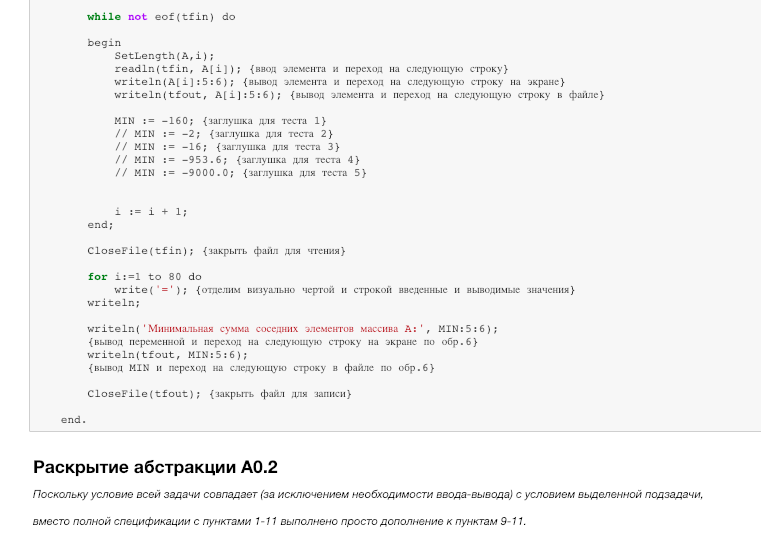 while not eof(tfin) do
begin
SetLength(A,i);
readln(tfin, A[i]); {ввод элемента и переход на следующую строку}
writeln(A[i]:5:6); {вывод элемента и переход на следующую строку на экране}
writeln(tfout, A[i]:5:6); {вывод элемента и переход на следующую строку в файле}
MIN := -160; {заглушка для теста 1}
// MIN := -2; {заглушка для теста 2}
// MIN := -16; {заглушка для теста 3}
// MIN := -953.6; {заглушка для теста 4}
// MIN := -9000.0; {заглушка для теста 5}
i := i + 1;
end;
CloseFile(tfin); {закрыть файл для чтения}
for i:=1 to 80 do
write('='); {отделим визуально чертой и строкой введенные и выводимые значения}
writeln;
writeln('Минимальная сумма соседних элементов массива A:', MIN:5:6);
{вывод переменной и переход на следующую строку на экране по обр.6}
writeln(tfout, MIN:5:6);
{вывод MIN и переход на следующую строку в файле по обр.6}
CloseFile(tfout); {закрыть файл для записи}
end.
Раскрытие абстракции A0.2
Поскольку условие всей задачи совпадает (за исключением необходимости ввода-вывода) с условием выделенной подзадачи,
вместо полной спецификации с пунктами 1-11 выполнено просто дополнение к пунктам 9-11.